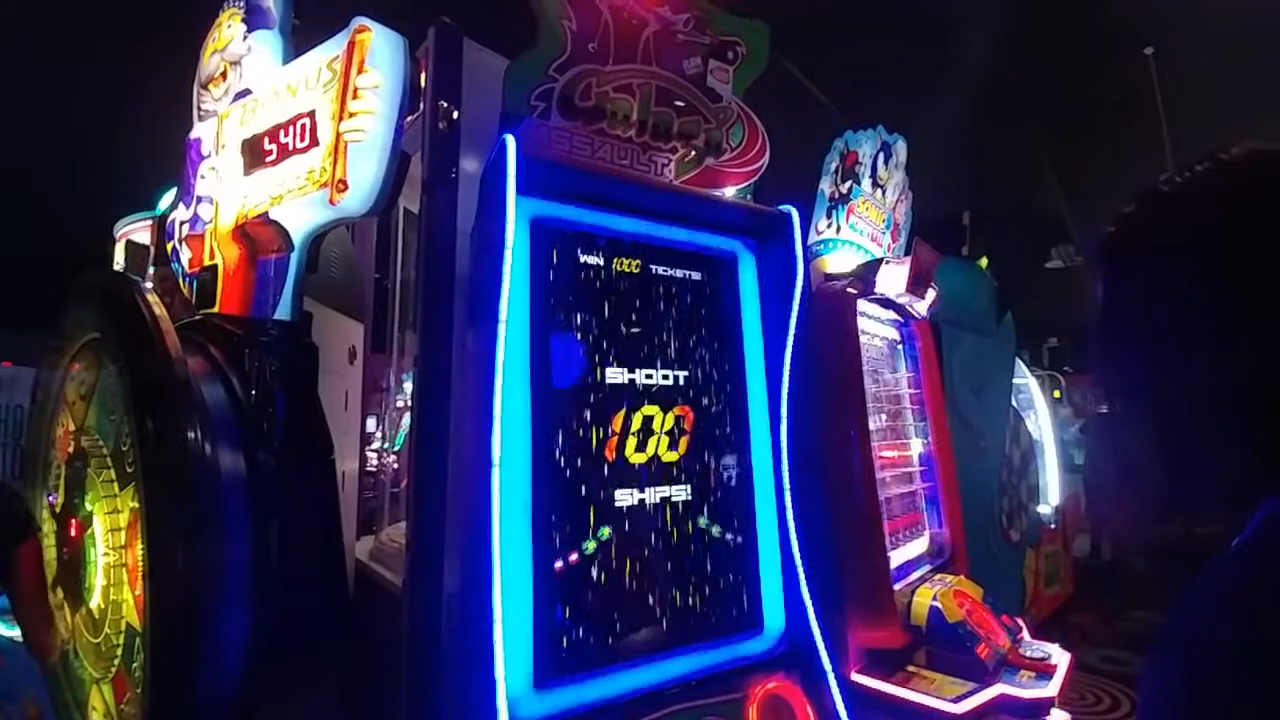 BONUS
540
Galaga
ASSAULT
WIN 1000 TICKETS!
SHOOT
100
SHIPS!
SONIC